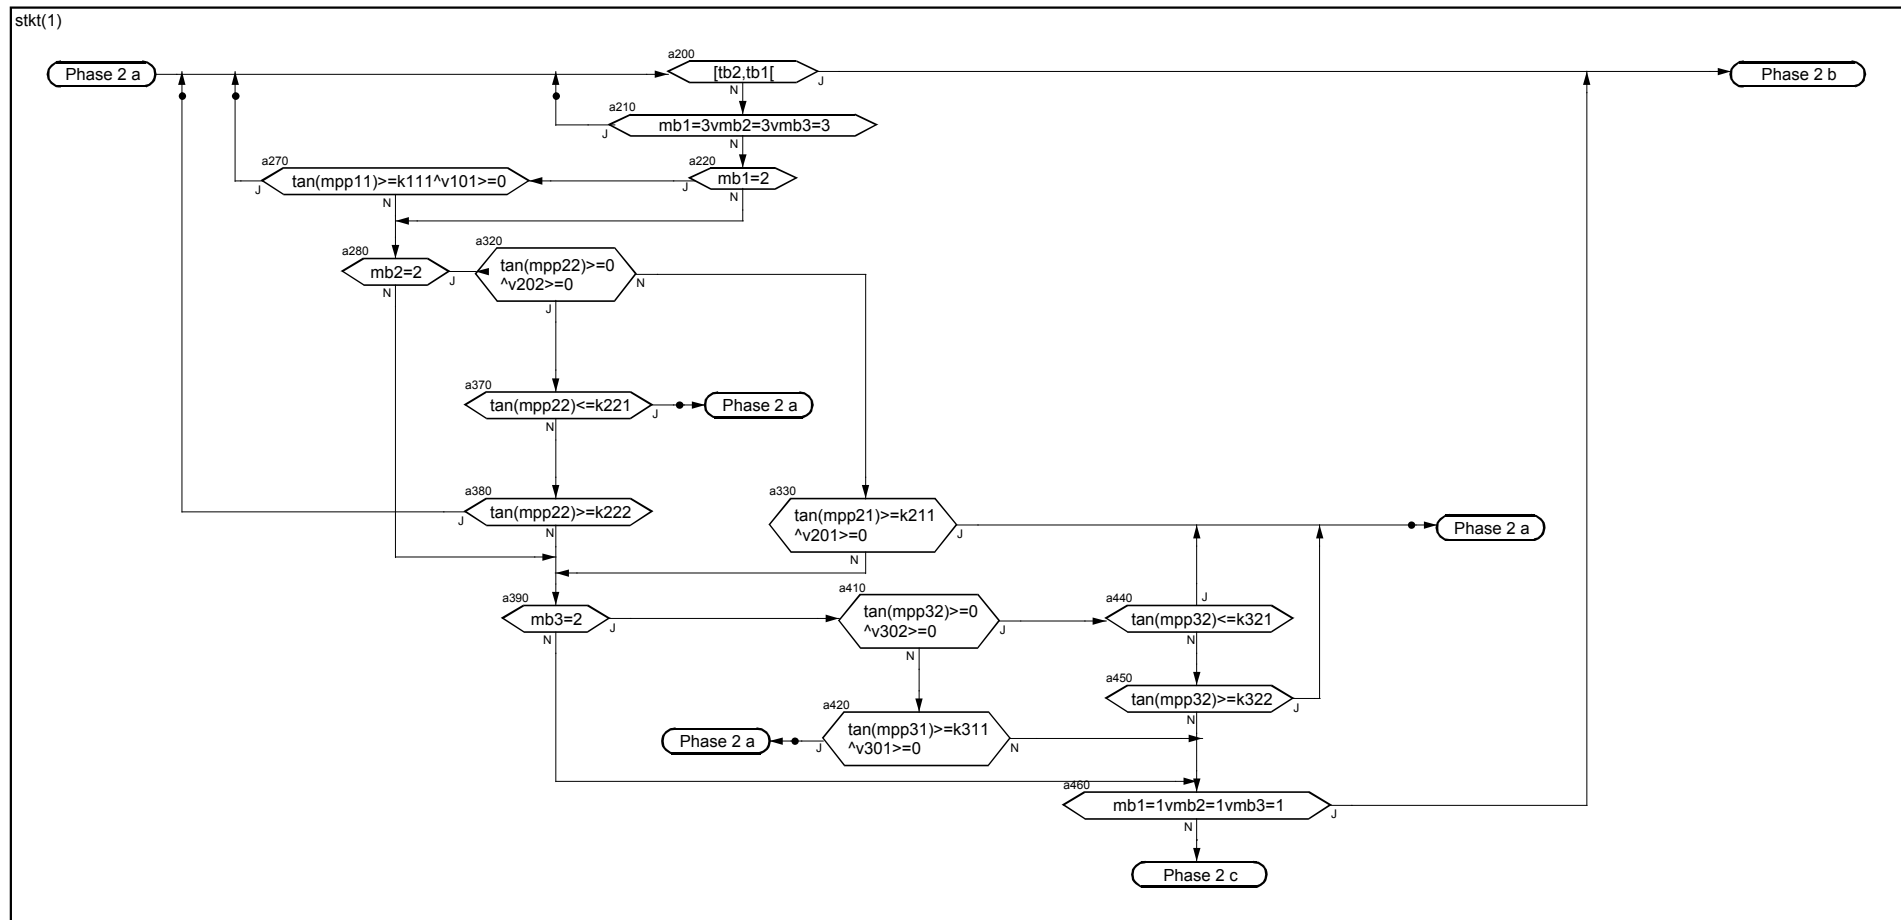 stkt(1)
a200
Phase 2 a
[tb2,tb1[
J
Phase 2 b
N
a210
mb1=3vmb2=3vmb3=3
J
N
a270
a220
tan(mpp11)>=k111^v101>=0
mb1=2
J
J
N
N
a280
a320
mb2=2
tan(mpp22)>=0
^v202>=0
J
N
N
J
a370
tan(mpp22)<=k221
J
Phase 2 a
N
a380
a330
tan(mpp22)>=k222
tan(mpp21)>=k211
^v201>=0
Phase 2 a
J
N
J
N
a390
a410
a440
J
mb3=2
tan(mpp32)>=0
^v302>=0
tan(mpp32)<=k321
J
J
N
N
N
a450
tan(mpp32)>=k322
J
N
a420
Phase 2 a
tan(mpp31)>=k311
^v301>=0
J
N
a460
mb1=1vmb2=1vmb3=1
J
N
Phase 2 c